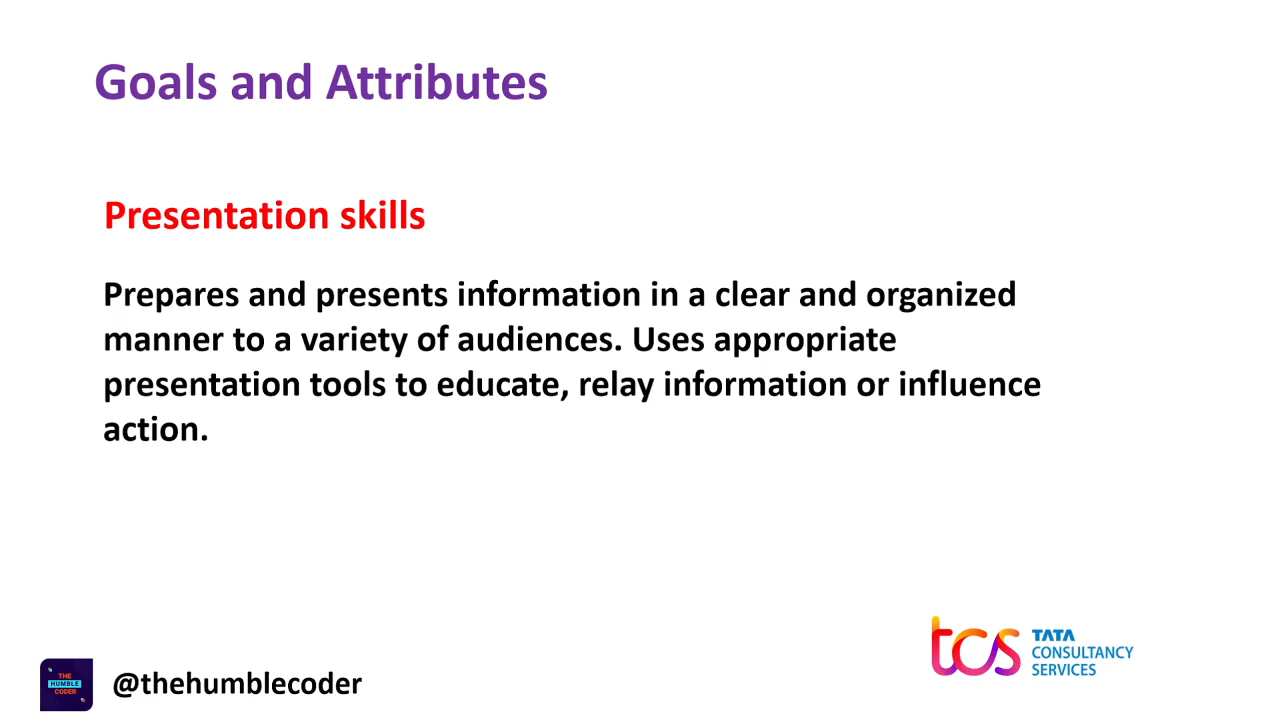 Goals and Attributes
Presentation skills
Prepares and presents information in a clear and organized
manner to a variety of audiences. Uses appropriate
presentation tools to educate, relay information or influence
action.
tcs TATA
CONSULTANCY
SERVICES
THE
HUMBLE
CODER
@thehumblecoder